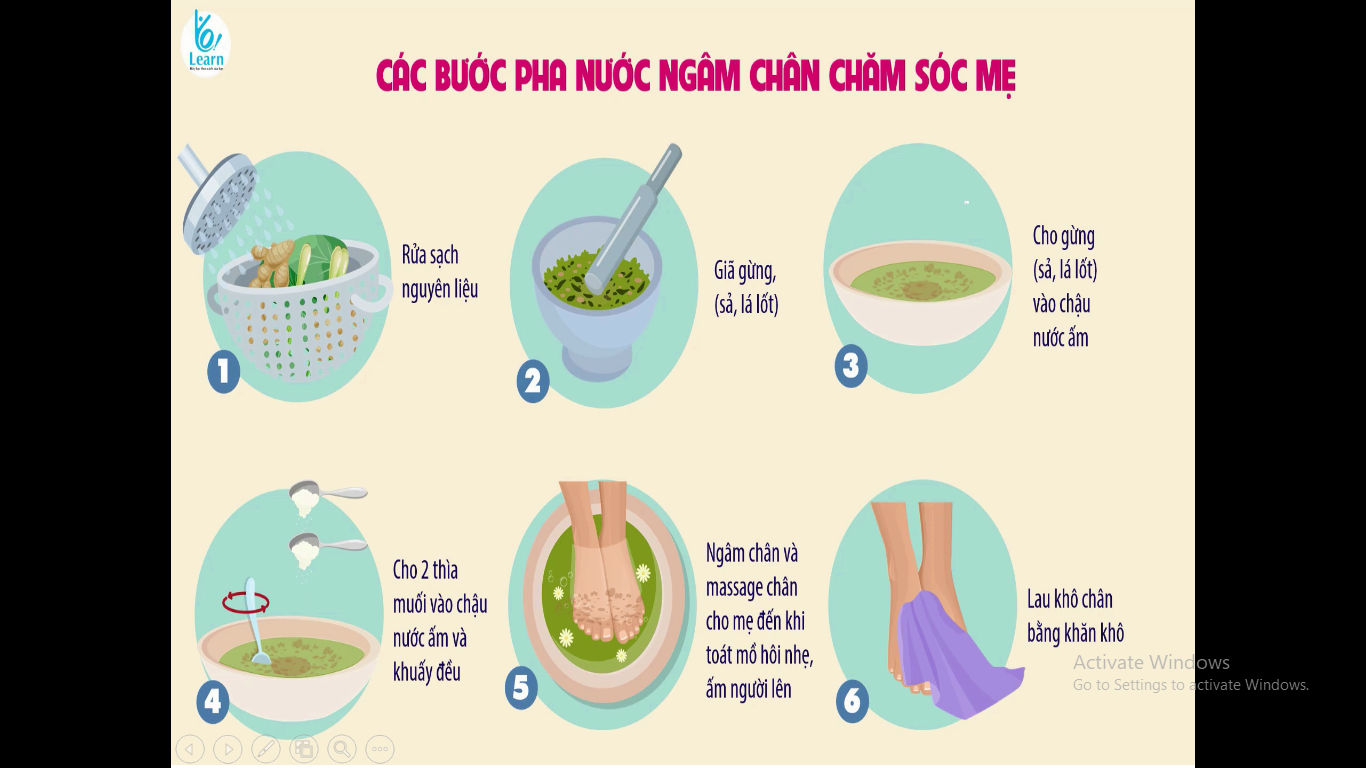 Learn
CÁC BƯỚC PHA NƯỚC NGÂM CHÂN CHĂM SÓC MẸ
Rửa sạch
nguyên liệu
1
Giã gừng,
(sả, lá lốt)
2
Cho gừng
(sả, lá lốt)
vào chậu
nước ấm
3
Cho 2 thìa
muối vào chậu
nước ấm và
khuấy đều
4
Ngâm chân và
massage chân
cho mẹ đến khi
toát mồ hôi nhẹ,
ấm người lên
5
Lau khô chân
bằng khăn khô
6
Activate Windows
Go to Settings to activate Windows.